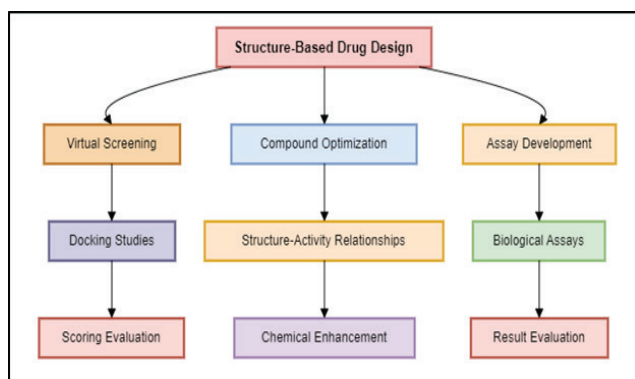 Structure-Based Drug Design
Virtual Screening
Compound Optimization
Assay Development
Docking Studies
Structure-Activity Relationships
Biological Assays
Scoring Evaluation
Chemical Enhancement
Result Evaluation